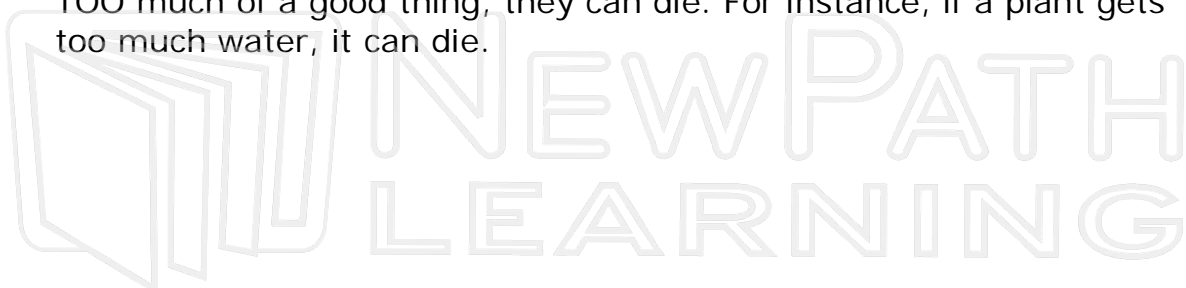 TOO much of a good thing, they can die. For instance, if a plant gets
too much water, it can die.
NEWPATH
LEARNING